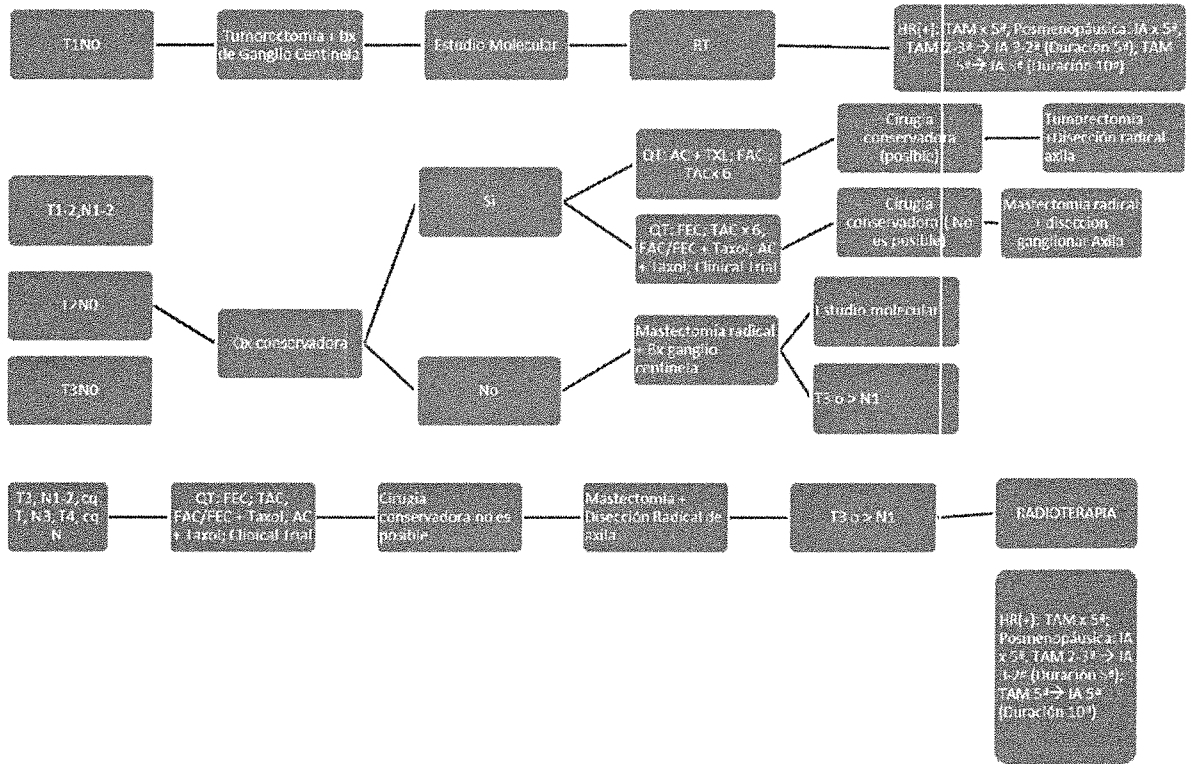 T1N0
Tumorectomía + Bx
de Ganglio Centinela
Estudio Molecular
RT
HR(+), TAM x 5ª, Posmenopáusica: IA x 5ª,
TAM 2-3ª → IA 3-2ª (Duración 5ª), TAM
5ª → IA 5ª (Duración 10ª)
T1-2,N1-2
T2N0
T3N0
Qx conservadora
Si
No
QT: AC + TXL, FAC,
TACx 6
QT: FEC, TAC x 6,
FAC/FEC + Taxol, AC
+ Taxol, Clinical Trial
Cirugía
conservadora
(posible)
Tumorectomía
Disección radical
axila
Cirugía
conservadora ( No
es posible)
Mastectomía radical
disección
ganglionar Axila
Mastectomía radical
+ Bx ganglio
centinela
Estudio molecular
T3 o > N1
T3, N1-2, cq
T, N3, T4, cq
N
QT: FEC, TAC,
FAC/FEC + Taxol, AC
+ Taxol, Clinical Trial
Cirugía
conservadora no es
posible
Mastectomía +
Disección Radical de
axila
T3 o > N1
RADIOTERAPIA
HR(+), TAM x 5ª,
Posmenopáusica: IA
x 5ª, TAM 2-3ª → IA
3-2ª (Duración 5ª),
TAM 5ª → IA 5ª
(Duración 10ª)